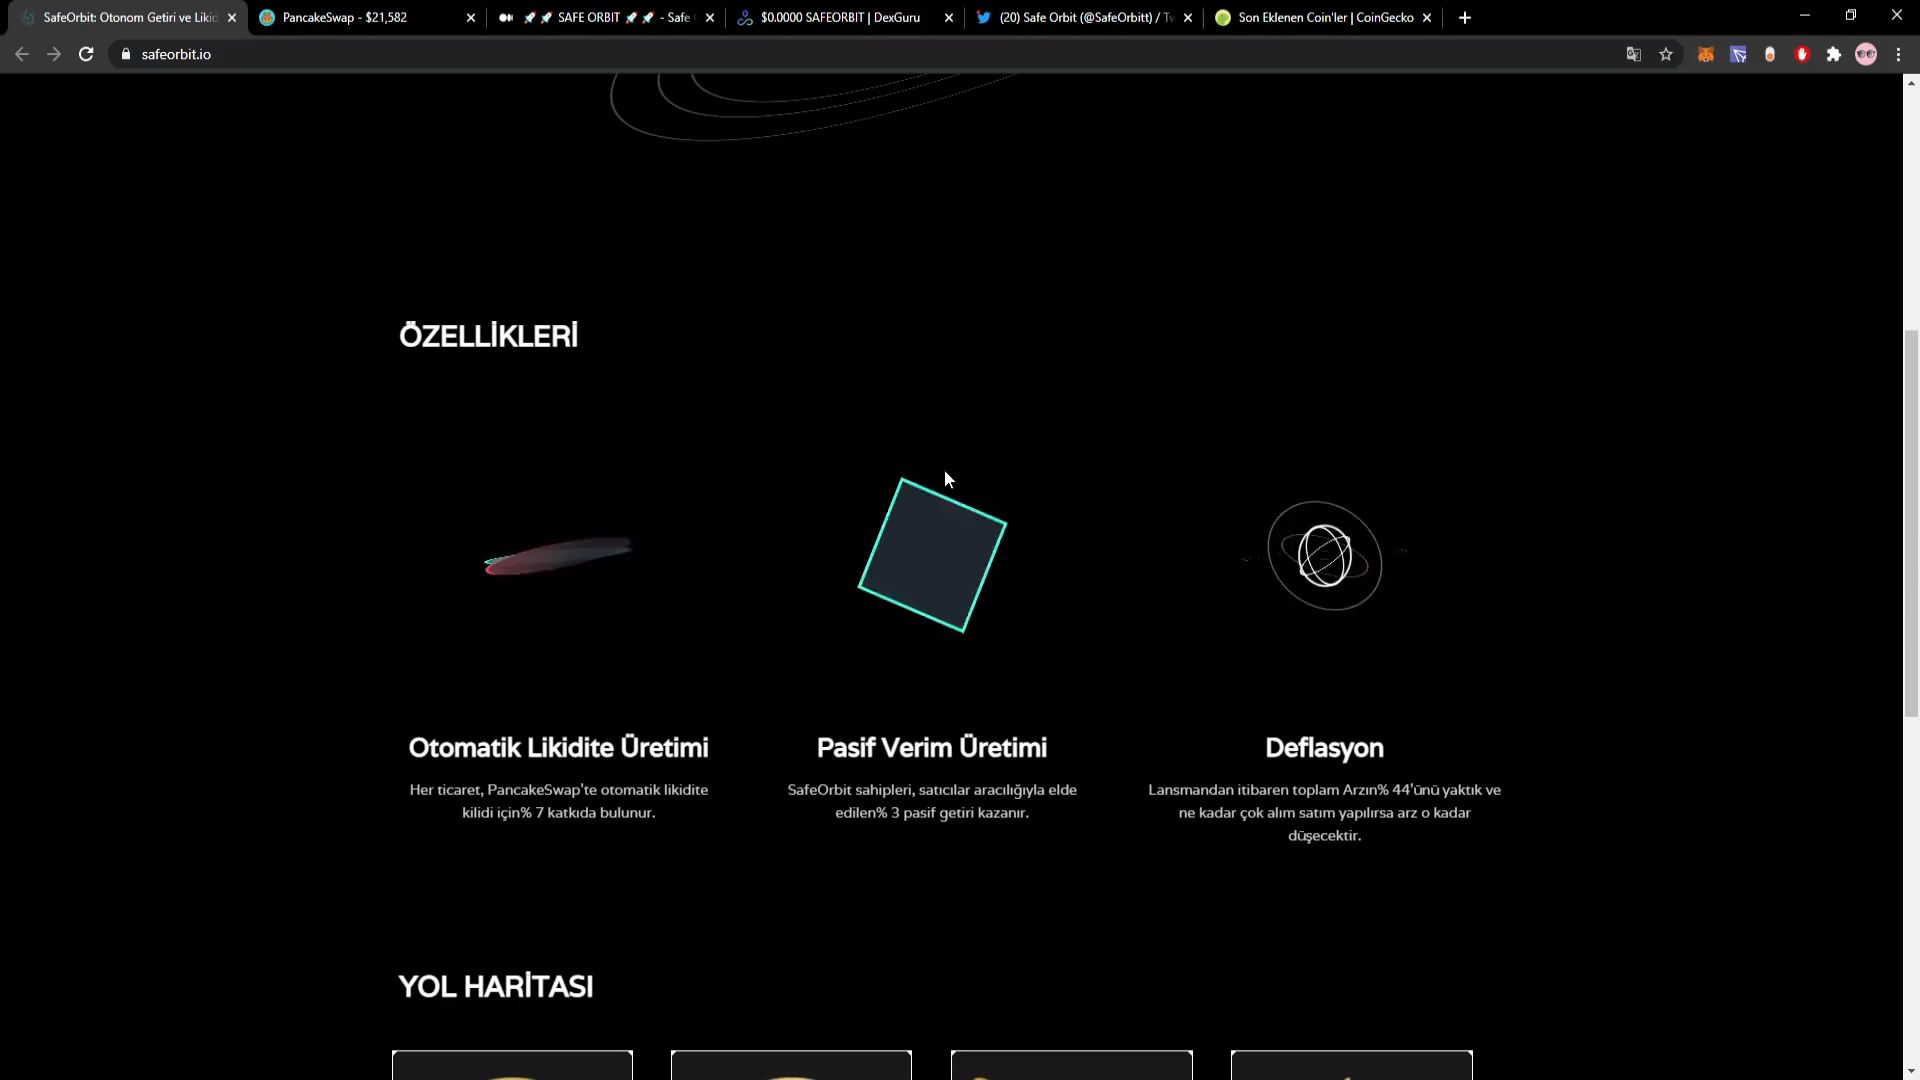 SafeOrbit: Otonom Getiri ve Likid
PancakeSwap - $21,582
🚀 🚀 SAFE ORBIT 🚀 🚀 - Safe
$0.0000 SAFEORBIT | DexGuru
(20) Safe Orbit (@SafeOrbitt) / Tw
Son Eklenen Coin'ler | CoinGecko
safeorbit.io
ÖZELLİKLERİ
Otomatik Likidite Üretimi
Her ticaret, PancakeSwap'te otomatik likidite
kilidi için% 7 katkıda bulunur.
Pasif Verim Üretimi
SafeOrbit sahipleri, satıcılar aracılığıyla elde
edilen% 3 pasif getiri kazanır.
Deflasyon
Lansmandan itibaren toplam Arzın% 44'ünü yaktık ve
ne kadar çok alım satım yapılırsa arz o kadar
düşecektir.
YOL HARİTASI